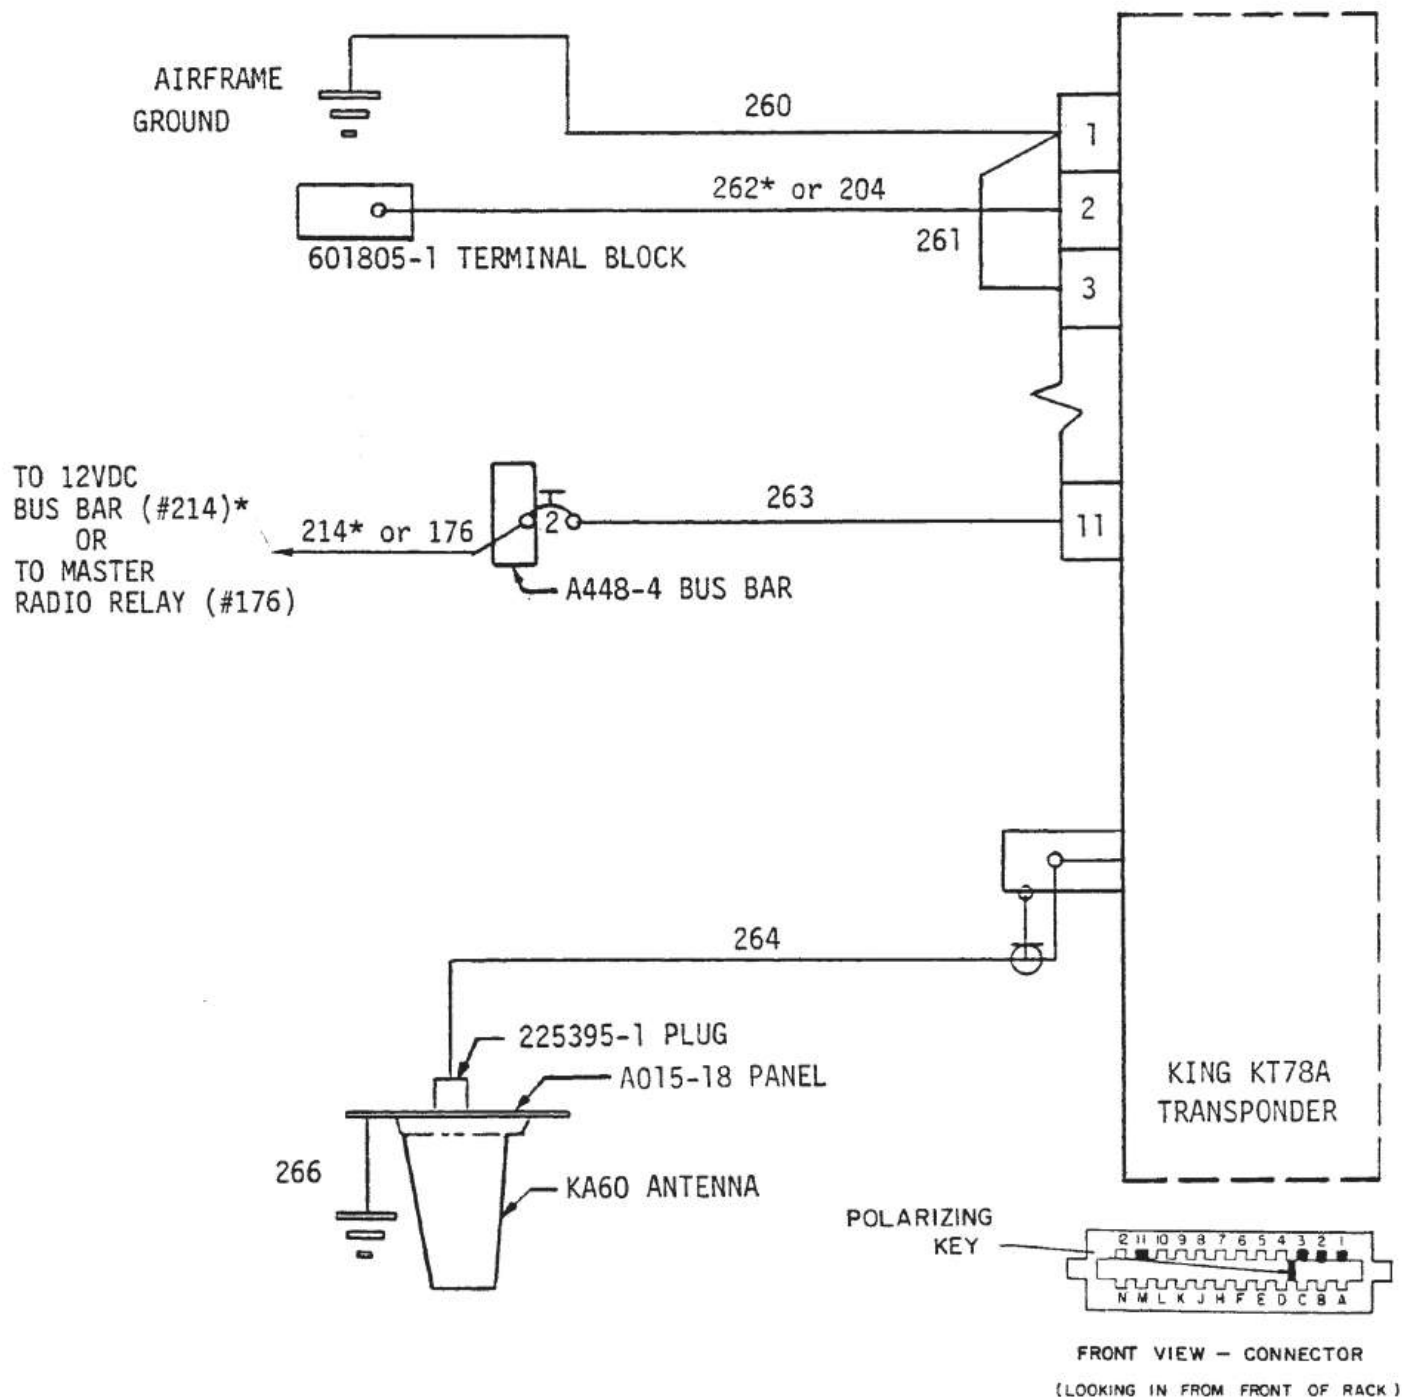 AIRFRAME
GROUND
260
1
262* or 204
2
261
601805-1 TERMINAL BLOCK
3
TO 12VDC
BUS BAR (#214)*
OR
TO MASTER
RADIO RELAY (#176)
214* or 176
2
263
11
A448-4 BUS BAR
264
225395-1 PLUG
A015-18 PANEL
KING KT78A
TRANSPONDER
266
KA60 ANTENNA
POLARIZING
KEY
12 11 10 9 8 7 6 5 4 3 2 1
N M L K J H F E D C B A
FRONT VIEW - CONNECTOR
(LOOKING IN FROM FRONT OF RACK)